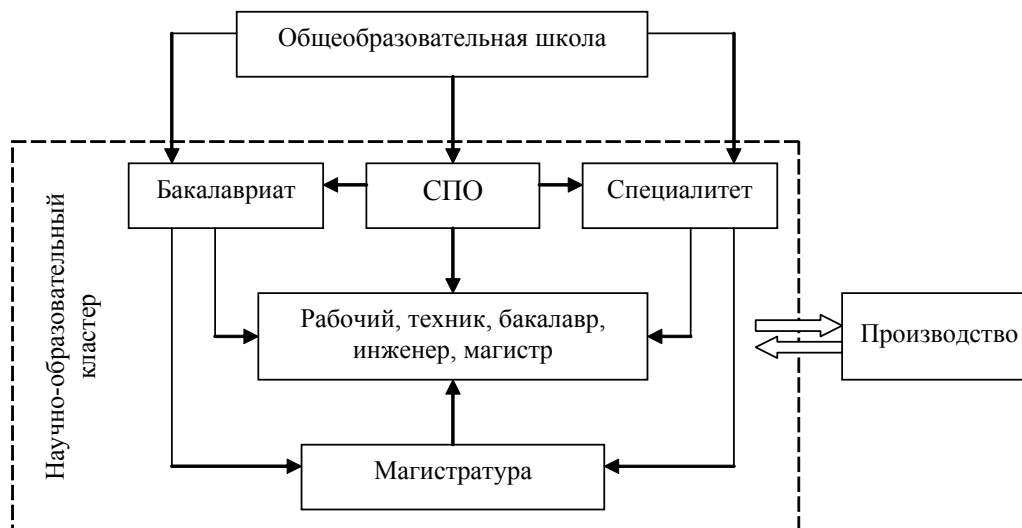 Общеобразовательная школа
Бакалавриат
СПО
Специалитет
Научно-образовательный
кластер
Рабочий, техник, бакалавр,
инженер, магистр
Производство
Магистратура